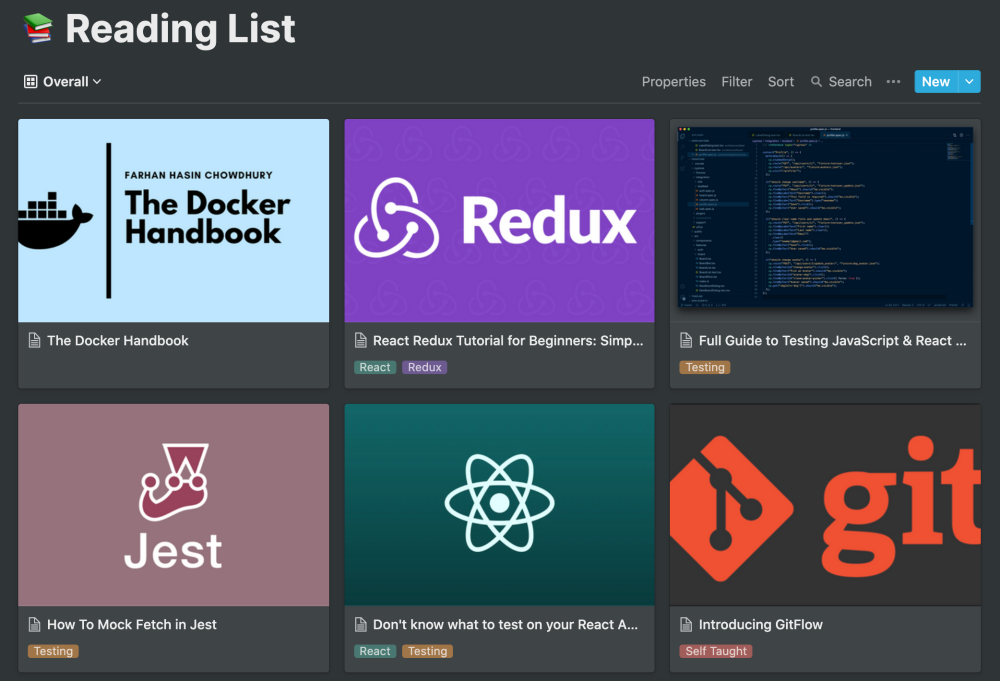 Reading List
Overall
Properties Filter Sort Search ... New
FARHAN HASIN CHOWDHURY
The Docker
Handbook
Redux
The Docker Handbook
React Redux Tutorial for Beginners: Simp...
Full Guide to Testing JavaScript & React ...
React Redux
Testing
Jest
git
How To Mock Fetch in Jest
Don't know what to test on your React A...
Introducing GitFlow
Testing
React Testing
Self Taught